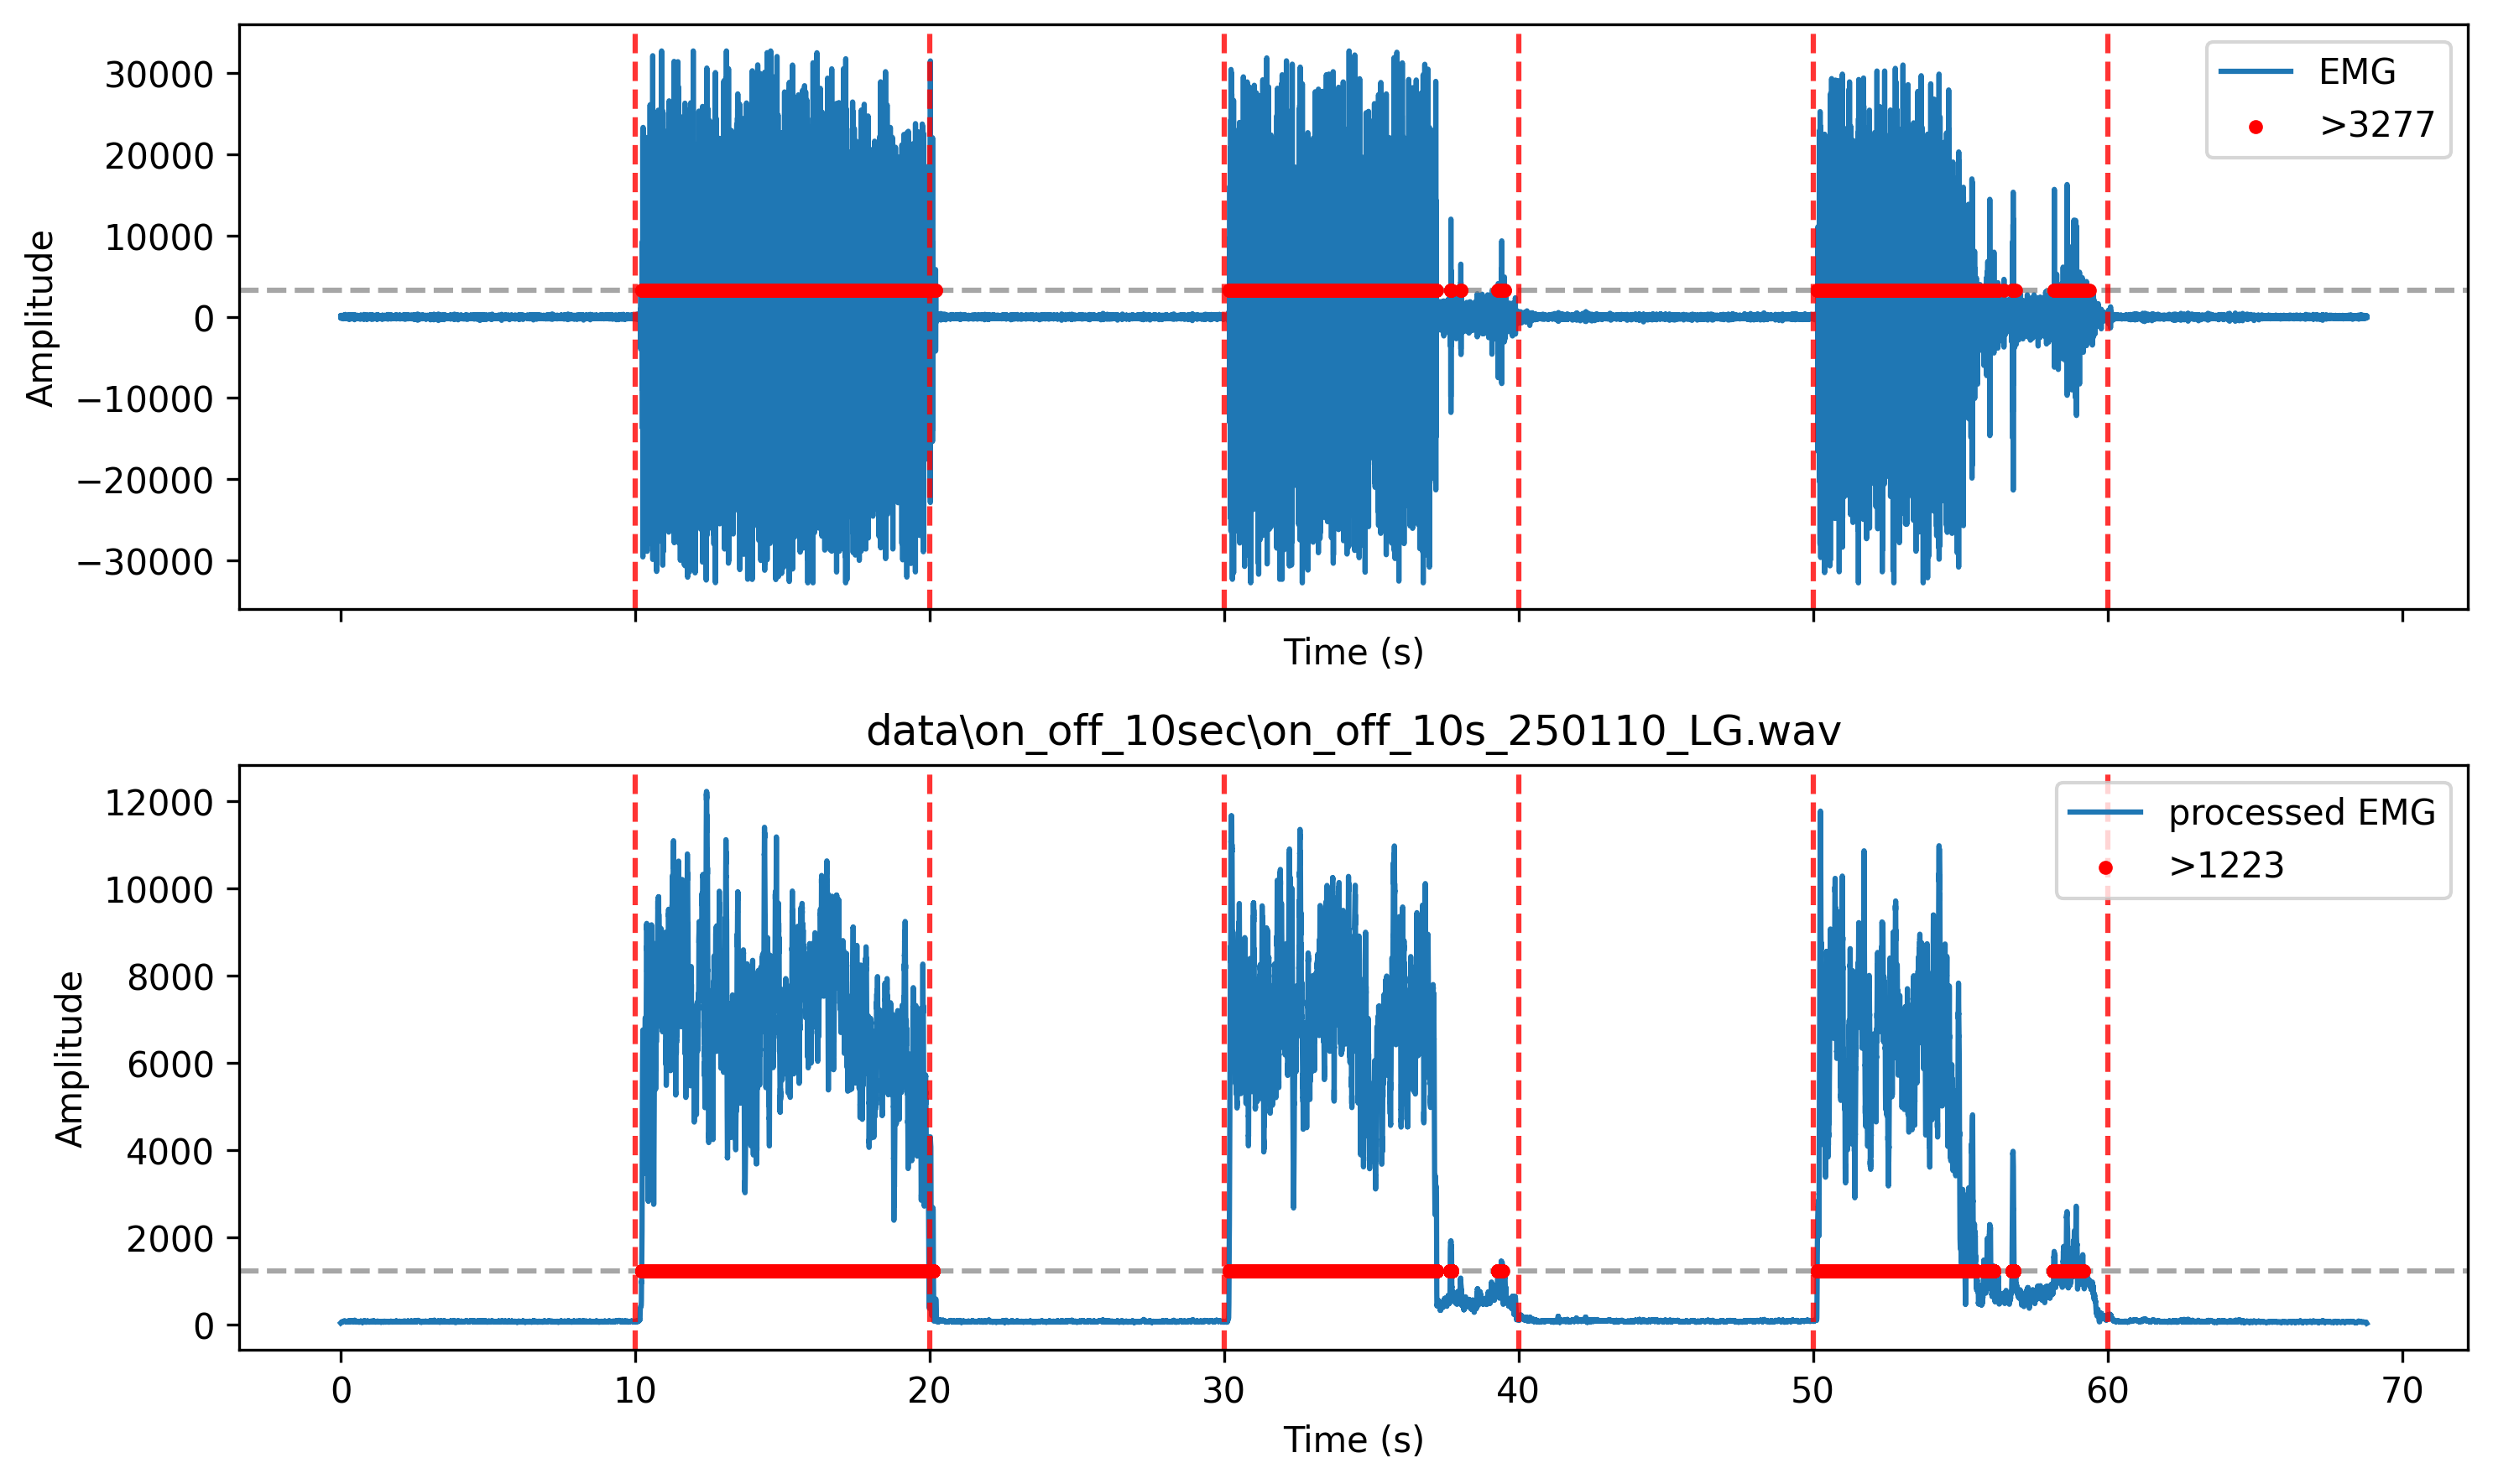 30000
20000
10000
0
−10000
−20000
−30000
Amplitude
EMG
>3277
Time (s)
data\on_off_10sec\on_off_10s_250110_LG.wav
12000
10000
8000
6000
4000
2000
0
Amplitude
processed EMG
>1223
0 10 20 30 40 50 60 70
Time (s)